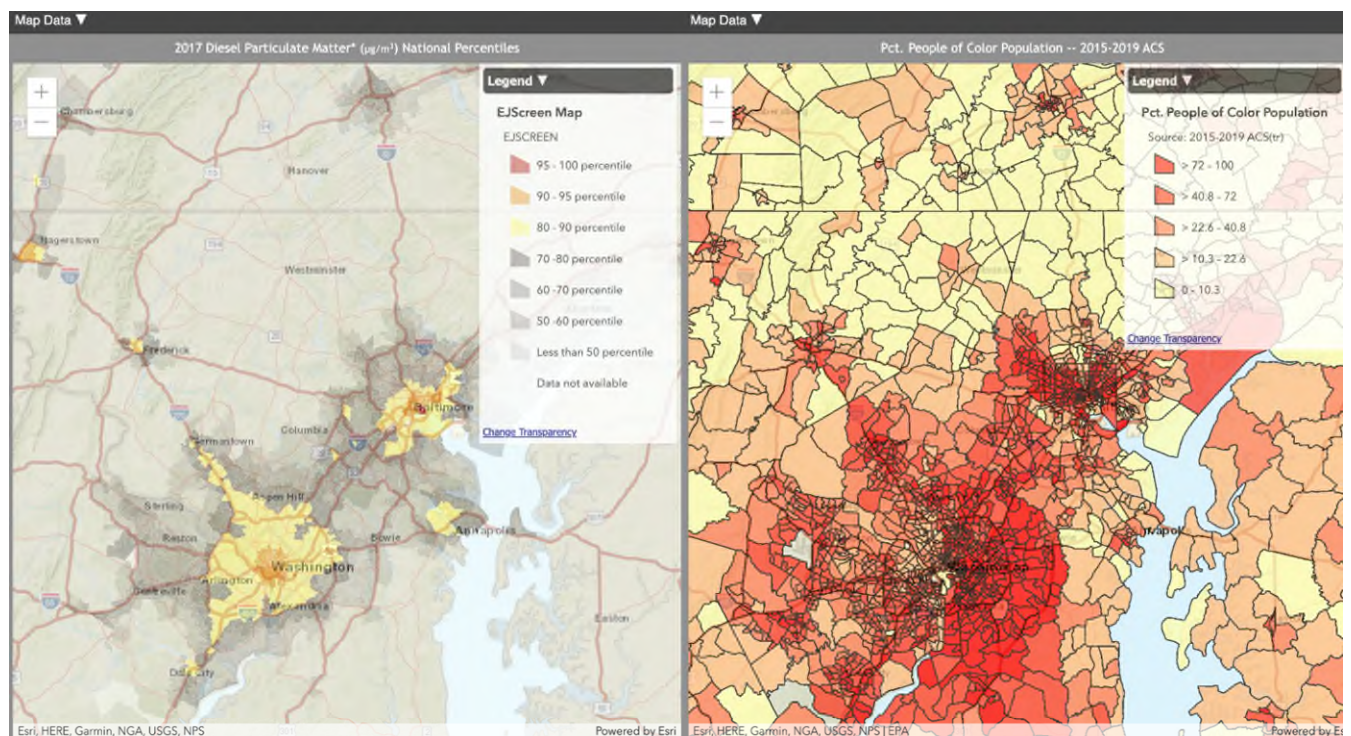 Map Data ▼
2017 Diesel Particulate Matter* (µg/m³) National Percentiles
Legend ▼
EJScreen Map
EJSCREEN
95 - 100 percentile
90 - 95 percentile
80 - 90 percentile
70 -80 percentile
60 -70 percentile
50 -60 percentile
Less than 50 percentile
Data not available
Change Transparency
+
−
Chambersburg
Hanover
Hagerstown
Westminster
Frederick
Baltimore
Columbia
Germantown
Aspen Hill
Sterling
Reston
Bowie
Annapolis
Washington
Arlington
Centreville
Alexandria
Easton
Dale City
Esri, HERE, Garmin, NGA, USGS, NPS
Powered by Esri
Map Data ▼
Pct. People of Color Population -- 2015-2019 ACS
Legend ▼
Pct. People of Color Population
Source: 2015-2019 ACS(tr)
> 72 - 100
> 40.8 - 72
> 22.6 - 40.8
> 10.3 - 22.6
0 - 10.3
Change Transparency
+
−
Esri, HERE, Garmin, NGA, USGS, NPS | EPA
Powered by Es